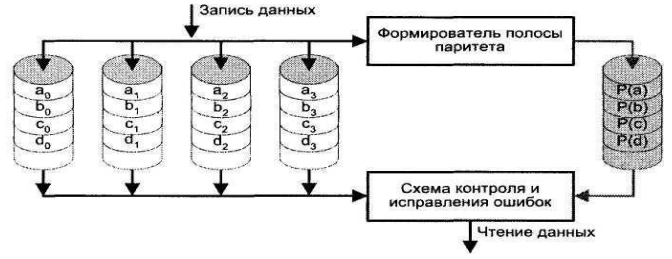 Запись данных
Формирователь полосы
паритета
a0 a1 a2 a3 P(a)
b0 b1 b2 b3 P(b)
c0 c1 c2 c3 P(c)
d0 d1 d2 d3 P(d)
Схема контроля и
исправления ошибок
Чтение данных